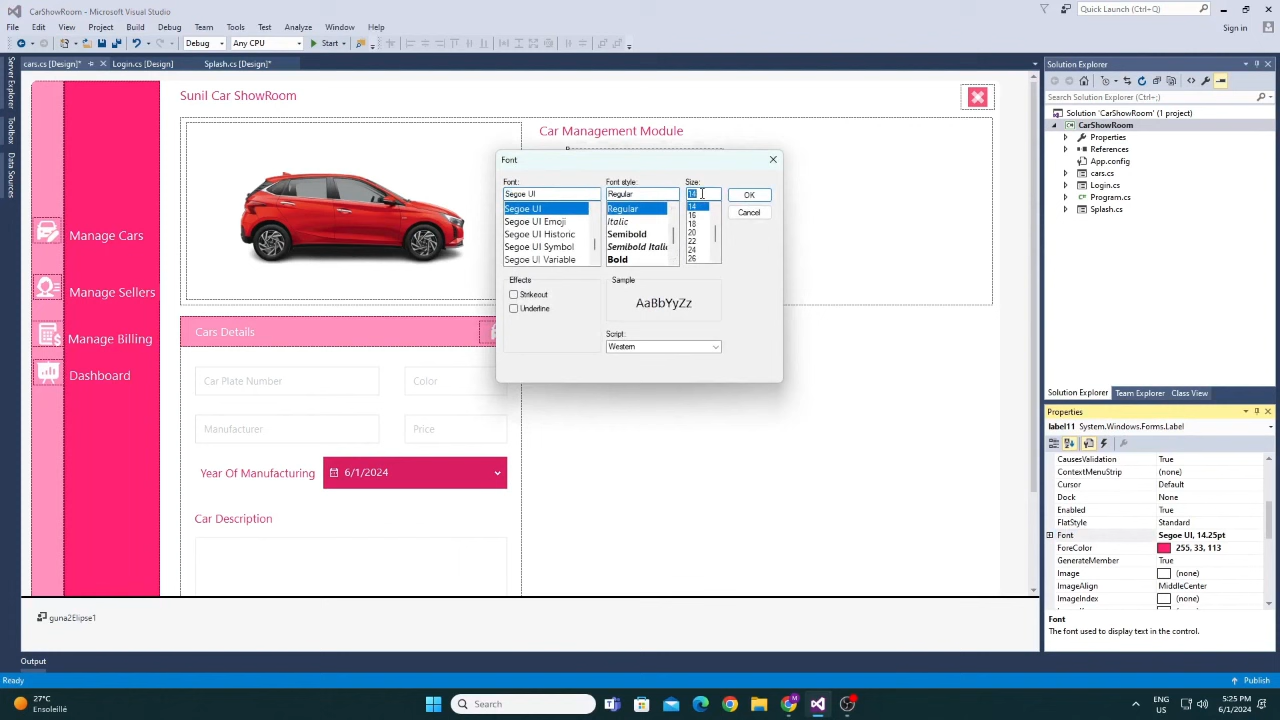 CarShowRoom - Microsoft Visual Studio
Quick Launch (Ctrl+Q)
File Edit View Project Build Debug Team Data Tools Architecture Test Analyze Window Help
Sign in
Debug Any CPU Start
cars.cs [Design]* Login.cs [Design] Splash.cs [Design]*
Server Explorer
Toolbox
Data Sources
Sunil Car ShowRoom
Car Management Module
Manage Cars
Manage Sellers
Manage Billing
Dashboard
Cars Details
Car Plate Number
Color
Manufacturer
Price
Year Of Manufacturing
6/1/2024
Car Description
Font
Font: Font style: Size:
Segoe UI Regular 14
Segoe UI Regular 14
Segoe UI Emoji Italic 16
Segoe UI Historic Semibold 18
Segoe UI Symbol Semibold Italic 20
Segoe UI Variable Bold 22
24
26
OK
Cancel
Effects
Strikeout
Underline
Sample
AaBbYyZz
Script:
Western
Solution Explorer
Search Solution Explorer (Ctrl+;)
Solution 'CarShowRoom' (1 project)
CarShowRoom
Properties
References
App.config
cars.cs
Login.cs
Program.cs
Splash.cs
Solution Explorer Team Explorer Class View
Properties
label11 System.Windows.Forms.Label
CausesValidation True
ContextMenuStrip (none)
Cursor Default
Dock None
Enabled True
FlatStyle Standard
Font Segoe UI, 14.25pt
ForeColor 255, 33, 113
GenerateMember True
Image (none)
ImageAlign MiddleCenter
ImageIndex (none)
Font
The font used to display text in the control.
guna2Elipse1
Output
Ready
Publish
27°C
Ensoleillé
Search
ENG
US
5:25 PM
6/1/2024